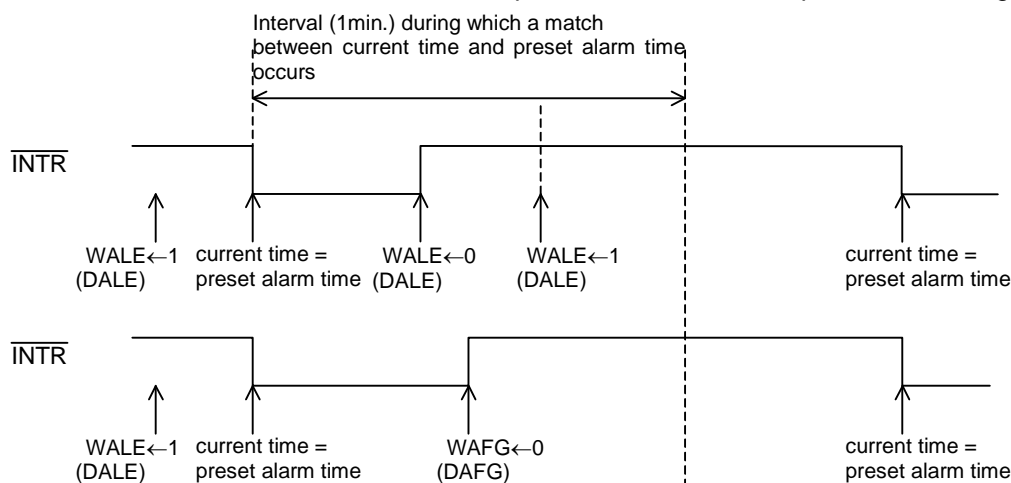 Interval (1min.) during which a match
between current time and preset alarm time
occurs
INTR
WALE←1 current time = WALE←0 WALE←1 current time =
(DALE) preset alarm time (DALE) (DALE) preset alarm time
INTR
WALE←1 current time = WAFG←0 current time =
(DALE) preset alarm time (DAFG) preset alarm time